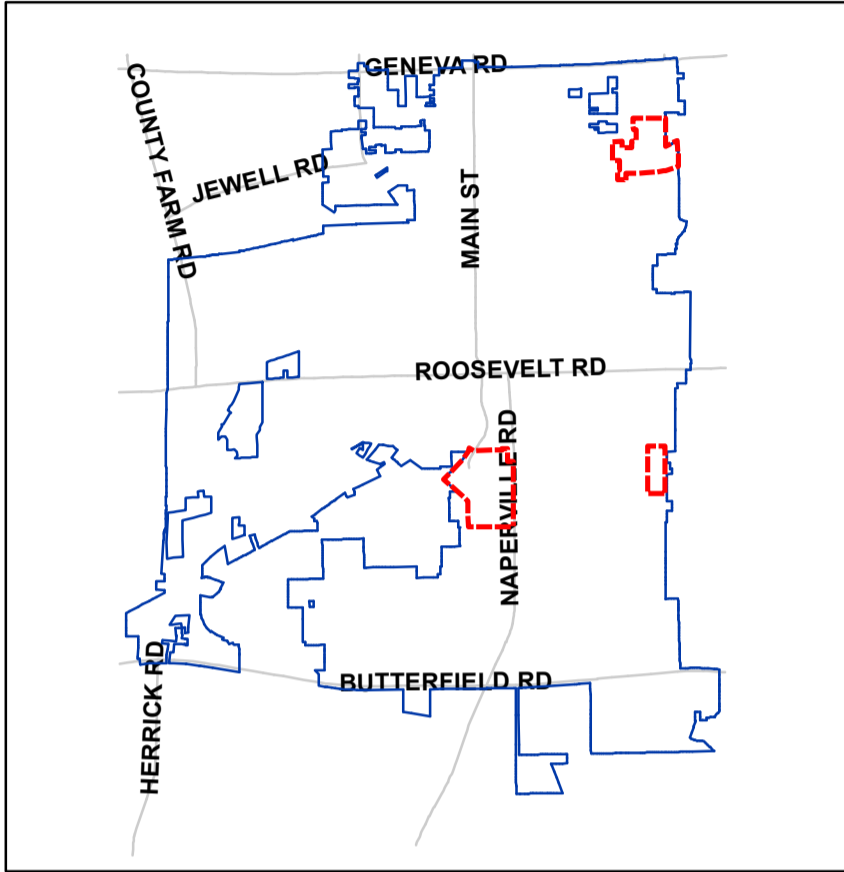 GENEVA RD
COUNTY FARM RD
JEWELL RD
MAIN ST
ROOSEVELT RD
NAPERVILLE RD
BUTTERFIELD RD
HERRICK RD